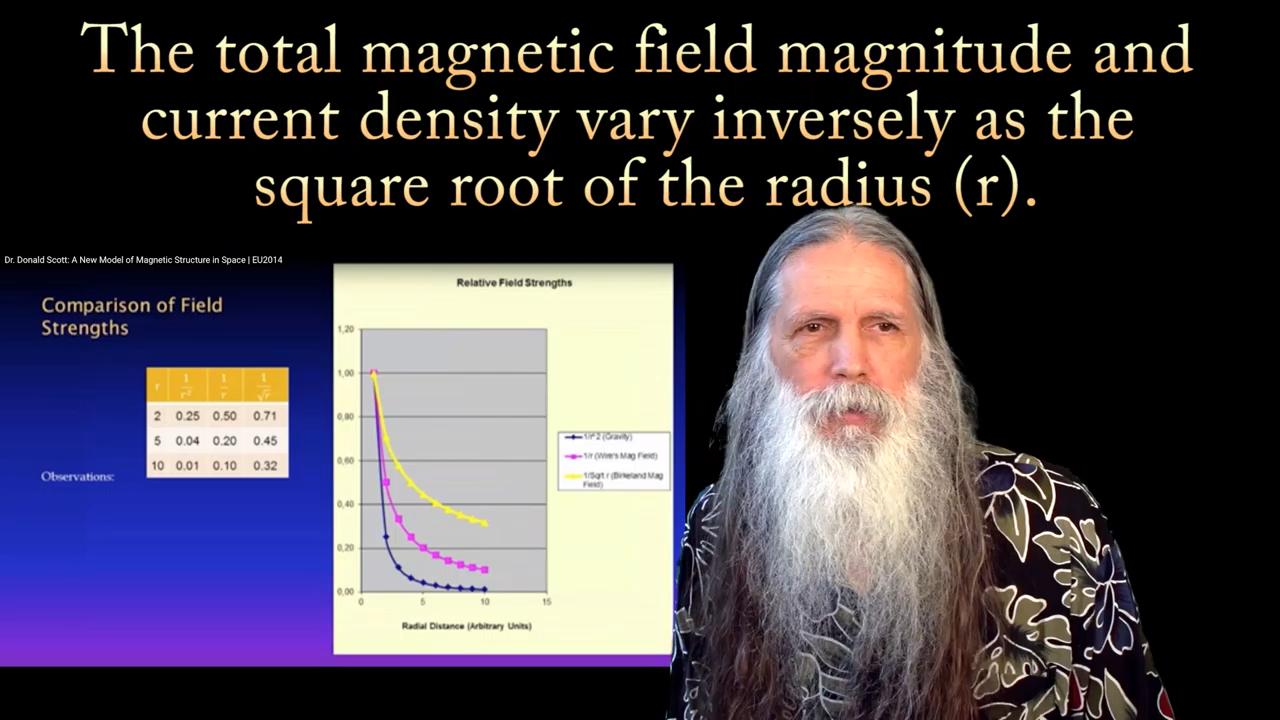 The total magnetic field magnitude and
current density vary inversely as the
square root of the radius (r).
Dr. Donald Scott: A New Model of Magnetic Structure in Space | EU2014
Comparison of Field
Strengths
r 1/r² 1/r 1/√r
2 0.25 0.50 0.71
5 0.04 0.20 0.45
10 0.01 0.10 0.32
Observations:
Relative Field Strengths
1,20
1,00
0,80
0,60
0,40
0,20
0,00
0 5 10 15
Radial Distance (Arbitrary Units)
1/r^2 (Gravity)
1/r (Wire's Mag Field)
1/Sqrt r (Birkeland Mag
Field)